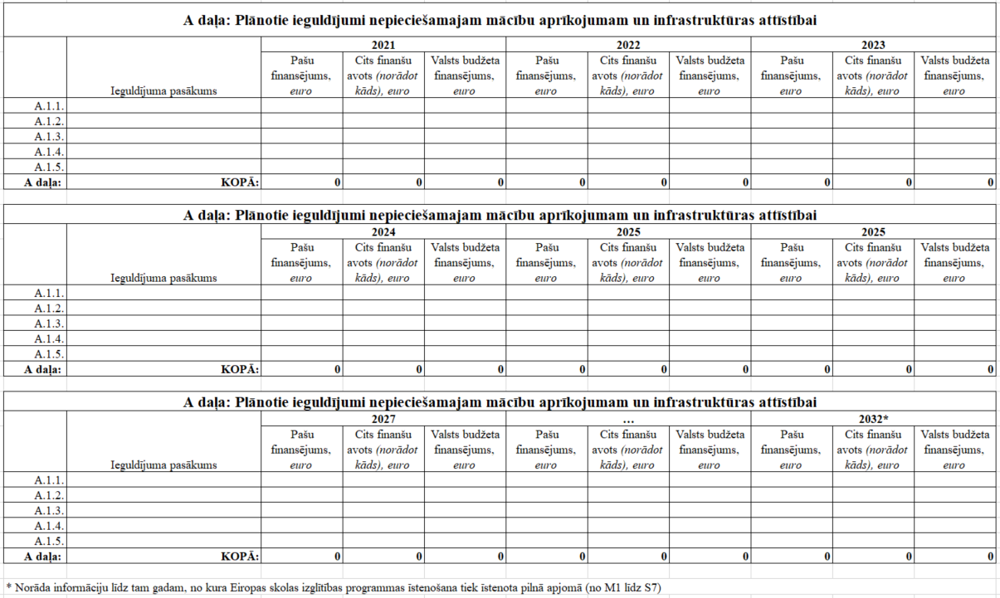 A daļa: Plānotie ieguldījumi nepieciešamajam mācību aprīkojumam un infrastruktūras attīstībai
2021 2022 2023
Ieguldījuma pasākums Pašu finansējums, euro Cits finanšu avots (norādot kāds), euro Valsts budžeta finansējums, euro Pašu finansējums, euro Cits finanšu avots (norādot kāds), euro Valsts budžeta finansējums, euro Pašu finansējums, euro Cits finanšu avots (norādot kāds), euro Valsts budžeta finansējums, euro
A.1.1.
A.1.2.
A.1.3.
A.1.4.
A.1.5.
A daļa: KOPĀ: 0 0 0 0 0 0 0 0 0
A daļa: Plānotie ieguldījumi nepieciešamajam mācību aprīkojumam un infrastruktūras attīstībai
2024 2025 2025
Ieguldījuma pasākums Pašu finansējums, euro Cits finanšu avots (norādot kāds), euro Valsts budžeta finansējums, euro Pašu finansējums, euro Cits finanšu avots (norādot kāds), euro Valsts budžeta finansējums, euro Pašu finansējums, euro Cits finanšu avots (norādot kāds), euro Valsts budžeta finansējums, euro
A.1.1.
A.1.2.
A.1.3.
A.1.4.
A.1.5.
A daļa: KOPĀ: 0 0 0 0 0 0 0 0 0
A daļa: Plānotie ieguldījumi nepieciešamajam mācību aprīkojumam un infrastruktūras attīstībai
2027 … 2032*
Ieguldījuma pasākums Pašu finansējums, euro Cits finanšu avots (norādot kāds), euro Valsts budžeta finansējums, euro Pašu finansējums, euro Cits finanšu avots (norādot kāds), euro Valsts budžeta finansējums, euro Pašu finansējums, euro Cits finanšu avots (norādot kāds), euro Valsts budžeta finansējums, euro
A.1.1.
A.1.2.
A.1.3.
A.1.4.
A.1.5.
A daļa: KOPĀ: 0 0 0 0 0 0 0 0 0
* Norāda informāciju līdz tam gadam, no kura Eiropas skolas izglītības programmas īstenošana tiek īstenota pilnā apjomā (no M1 līdz S7)